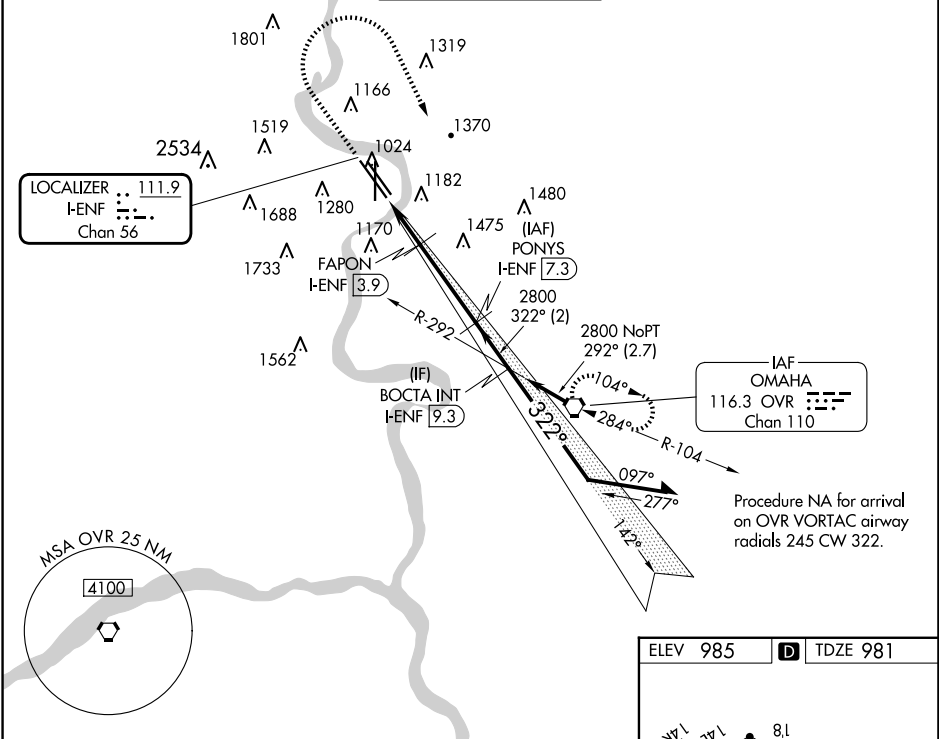 1801
1319
1166
1370
1519
1024
2534
1182
LOCALIZER 111.9
I-ENF
Chan 56
1688
1280
1480
1170
1475
(IAF)
PONYS
I-ENF 7.3
1733
FAPON
I-ENF 3.9
2800
322° (2)
R-292
2800 NoPT
292° (2.7)
1562
(IF)
BOCTA INT
I-ENF 9.3
104°
IAF
OMAHA
116.3 OVR
Chan 110
284°
R-104
322°
097°
277°
142°
Procedure NA for arrival
on OVR VORTAC airway
radials 245 CW 322.
MSA OVR 25 NM
4100
ELEV 985 D TDZE 981
14R
14L
18